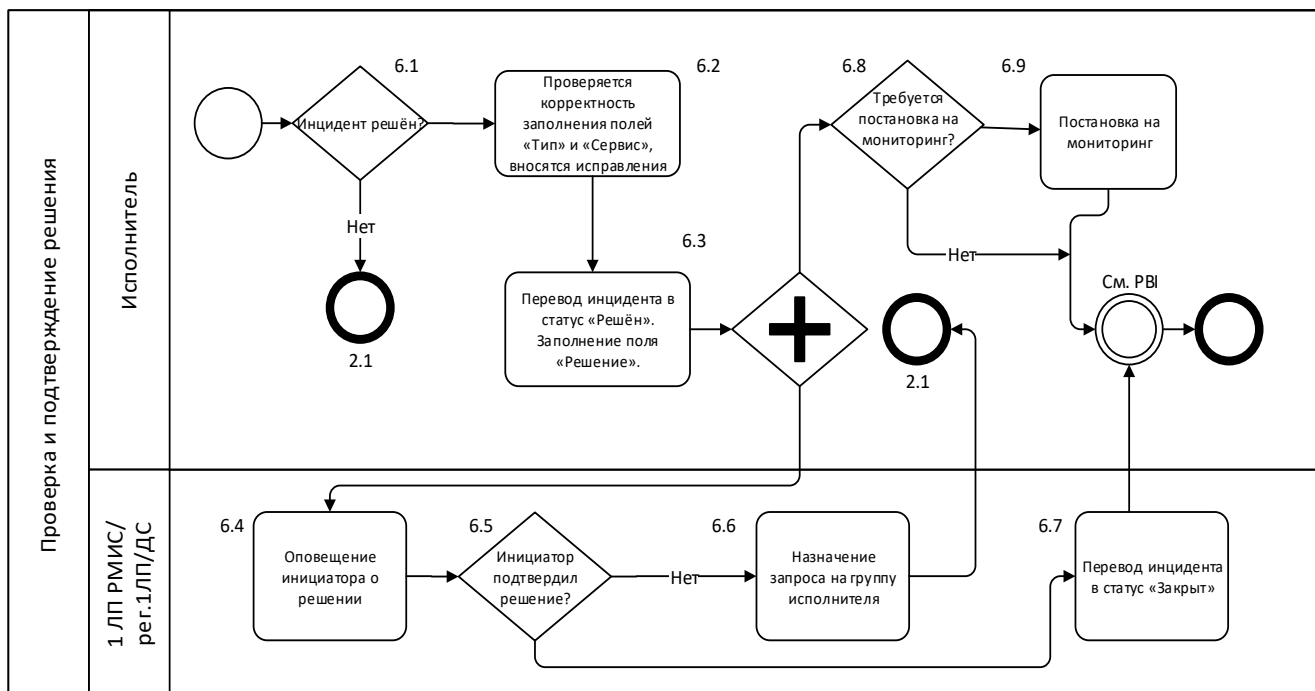 Проверка и подтверждение решения
Исполнитель
6.1
Инцидент решён?
Нет
2.1
6.2
Проверяется
корректность
заполнения полей
«Тип» и «Сервис»,
вносятся исправления
6.3
Перевод инцидента в
статус «Решён».
Заполнение поля
«Решение».
6.8
Требуется
постановка на
мониторинг?
Нет
6.9
Постановка на
мониторинг
2.1
См. PBI
1 ЛП РМИС/
рег.1ЛП/ДС
6.4
Оповещение
инициатора о
решении
6.5
Инициатор
подтвердил
решение?
Нет
6.6
Назначение
запроса на группу
исполнителя
6.7
Перевод инцидента
в статус «Закрыт»